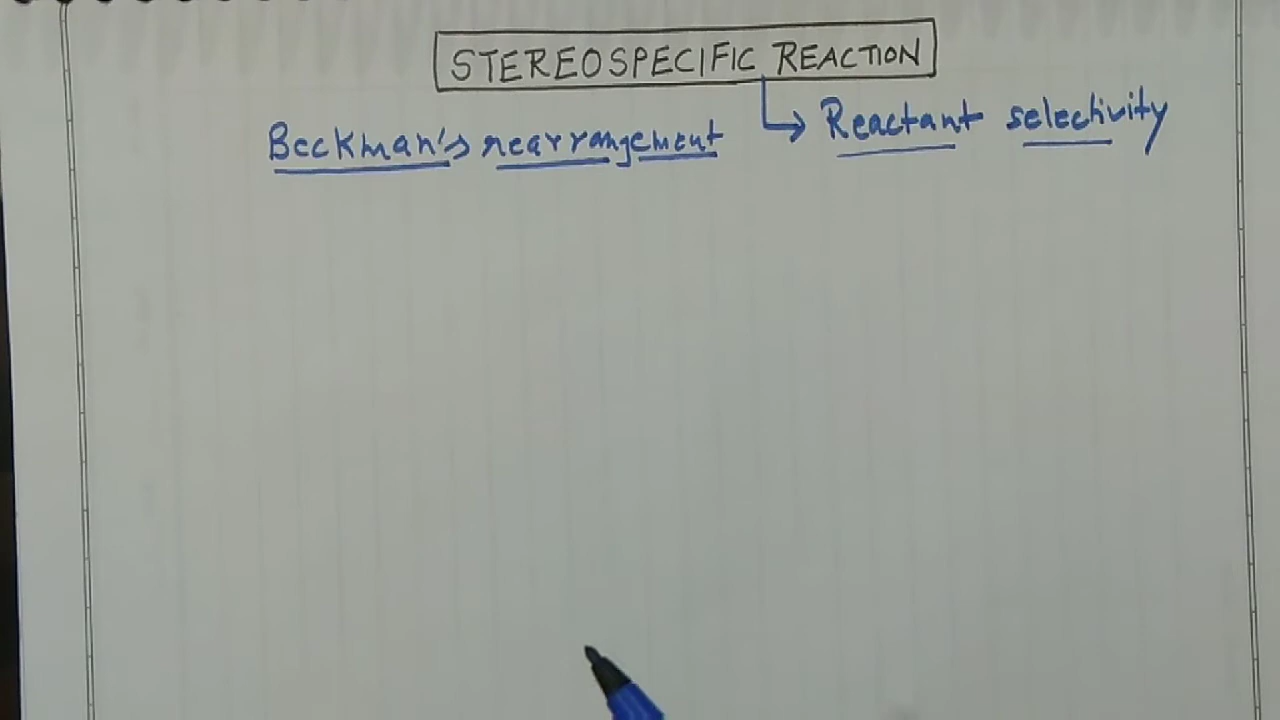 STEREOSPECIFIC REACTION
Beckman's rearrangement → Reactant selectivity